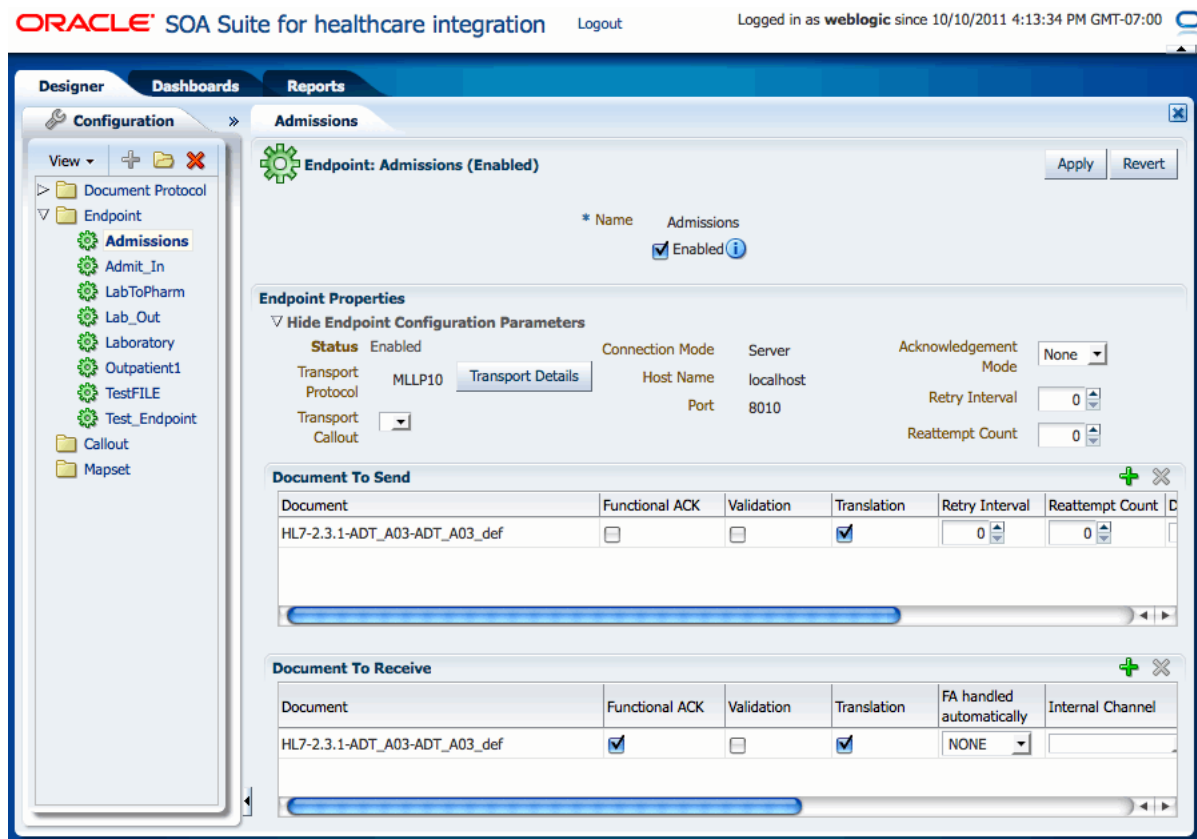 ORACLE® SOA Suite for healthcare integration Logout Logged in as weblogic since 10/10/2011 4:13:34 PM GMT-07:00
Designer Dashboards Reports
Configuration »
View
Document Protocol
Endpoint
Admissions
Admit_In
LabToPharm
Lab_Out
Laboratory
Outpatient1
TestFILE
Test_Endpoint
Callout
Mapset
Admissions
Endpoint: Admissions (Enabled) Apply Revert
* Name Admissions
Enabled
Endpoint Properties
Hide Endpoint Configuration Parameters
Status Enabled
Transport Protocol MLLP10 Transport Details
Transport Callout
Connection Mode Server
Host Name localhost
Port 8010
Acknowledgement Mode None
Retry Interval 0
Reattempt Count 0
Document To Send
Document Functional ACK Validation Translation Retry Interval Reattempt Count D
HL7-2.3.1-ADT_A03-ADT_A03_def 0 0
Document To Receive
Document Functional ACK Validation Translation FA handled automatically Internal Channel
HL7-2.3.1-ADT_A03-ADT_A03_def NONE